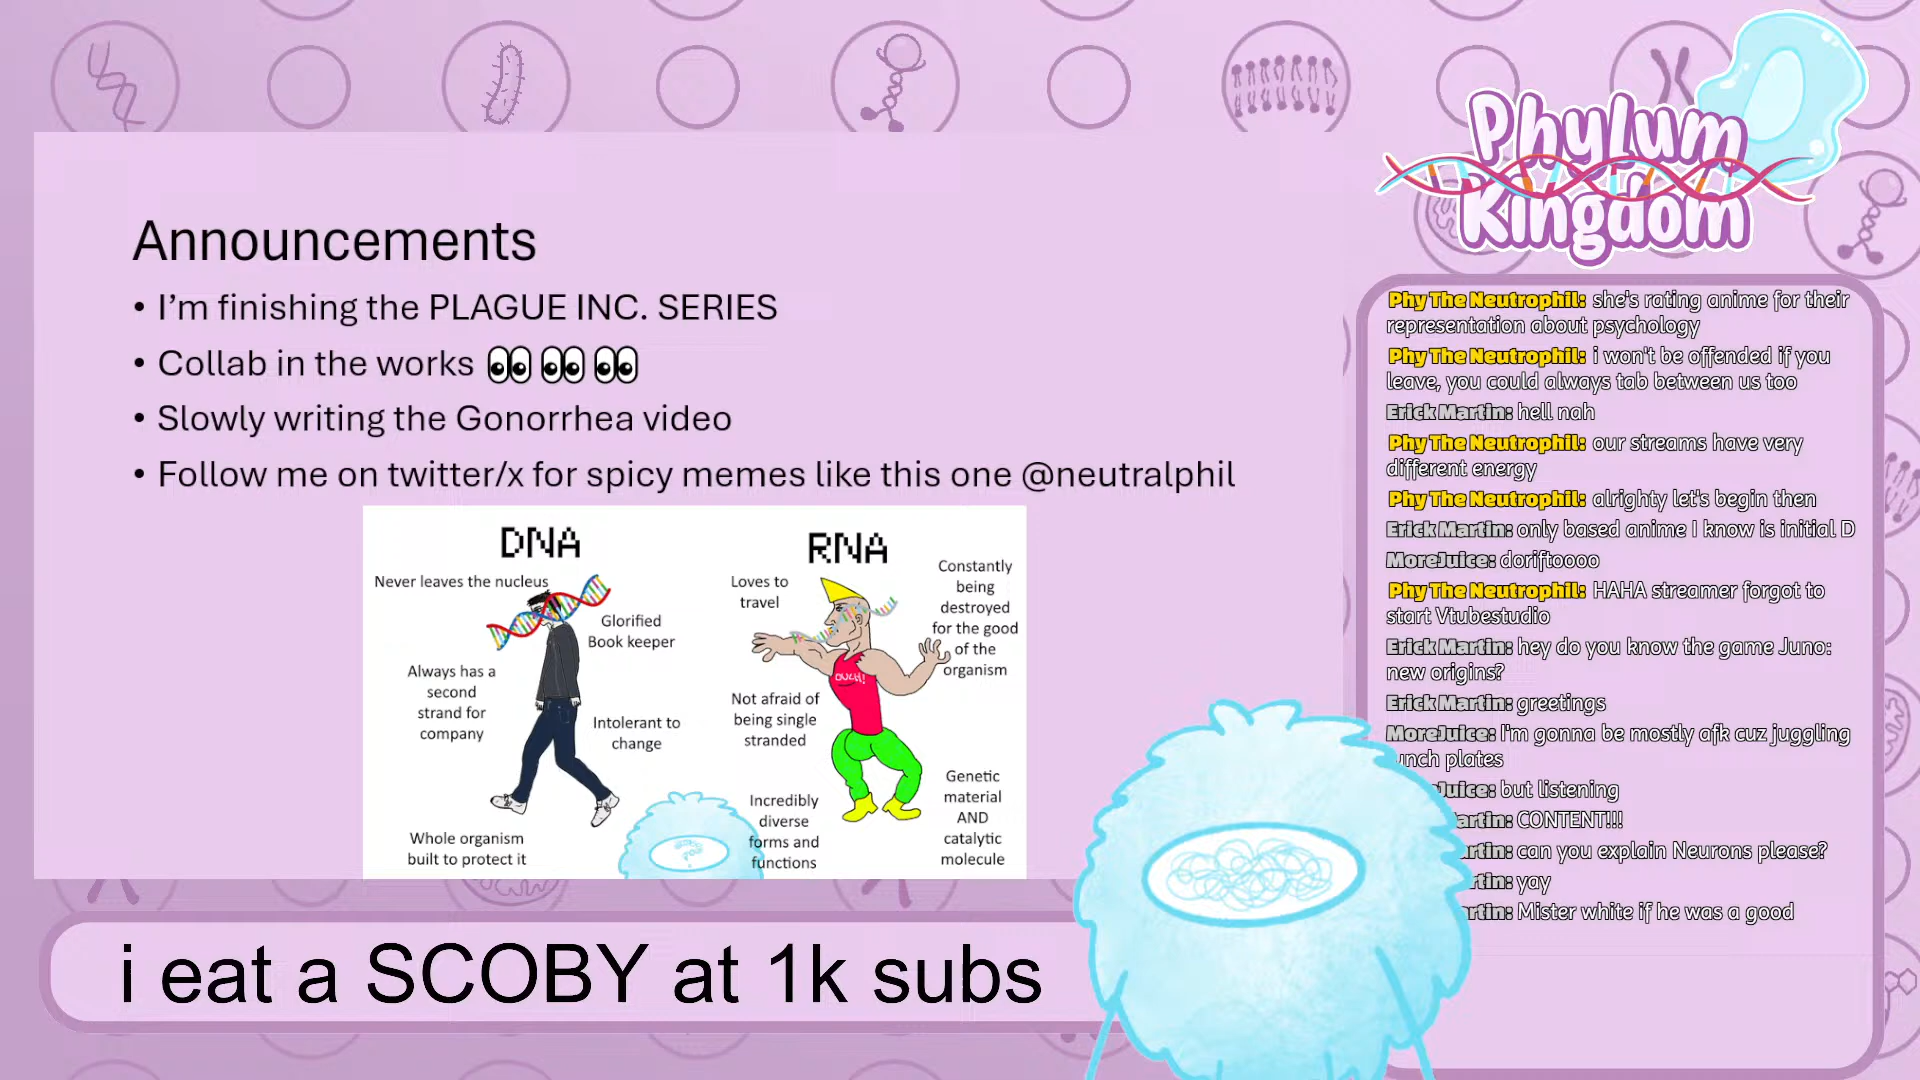 Phylum
Kingdom
Announcements
• I’m finishing the PLAGUE INC. SERIES
• Collab in the works 👀 👀 👀
• Slowly writing the Gonorrhea video
• Follow me on twitter/x for spicy memes like this one @neutralphil
DNA
Never leaves the nucleus
Glorified
Book keeper
Always has a
second
strand for
company
Intolerant to
change
Whole organism
built to protect it
RNA
Loves to
travel
Constantly
being
destroyed
for the good
of the
organism
OUCH!
Not afraid of
being single
stranded
Incredibly
diverse
forms and
functions
Genetic
material
AND
catalytic
molecule
i eat a SCOBY at 1k subs
Phy The Neutrophil: she's rating anime for their
representation about psychology
Phy The Neutrophil: i won't be offended if you
leave, you could always tab between us too
Erick Martin: hell nah
Phy The Neutrophil: our streams have very
different energy
Phy The Neutrophil: alrighty let's begin then
Erick Martin: only based anime I know is initial D
MoreJuice: doriftoooo
Phy The Neutrophil: HAHA streamer forgot to
start Vtubestudio
Erick Martin: hey do you know the game Juno:
new origins?
Erick Martin: greetings
MoreJuice: I'm gonna be mostly afk cuz juggling
unch plates
Juice: but listening
artin: CONTENT!!!
artin: can you explain Neurons please?
rtin: yay
artin: Mister white if he was a good